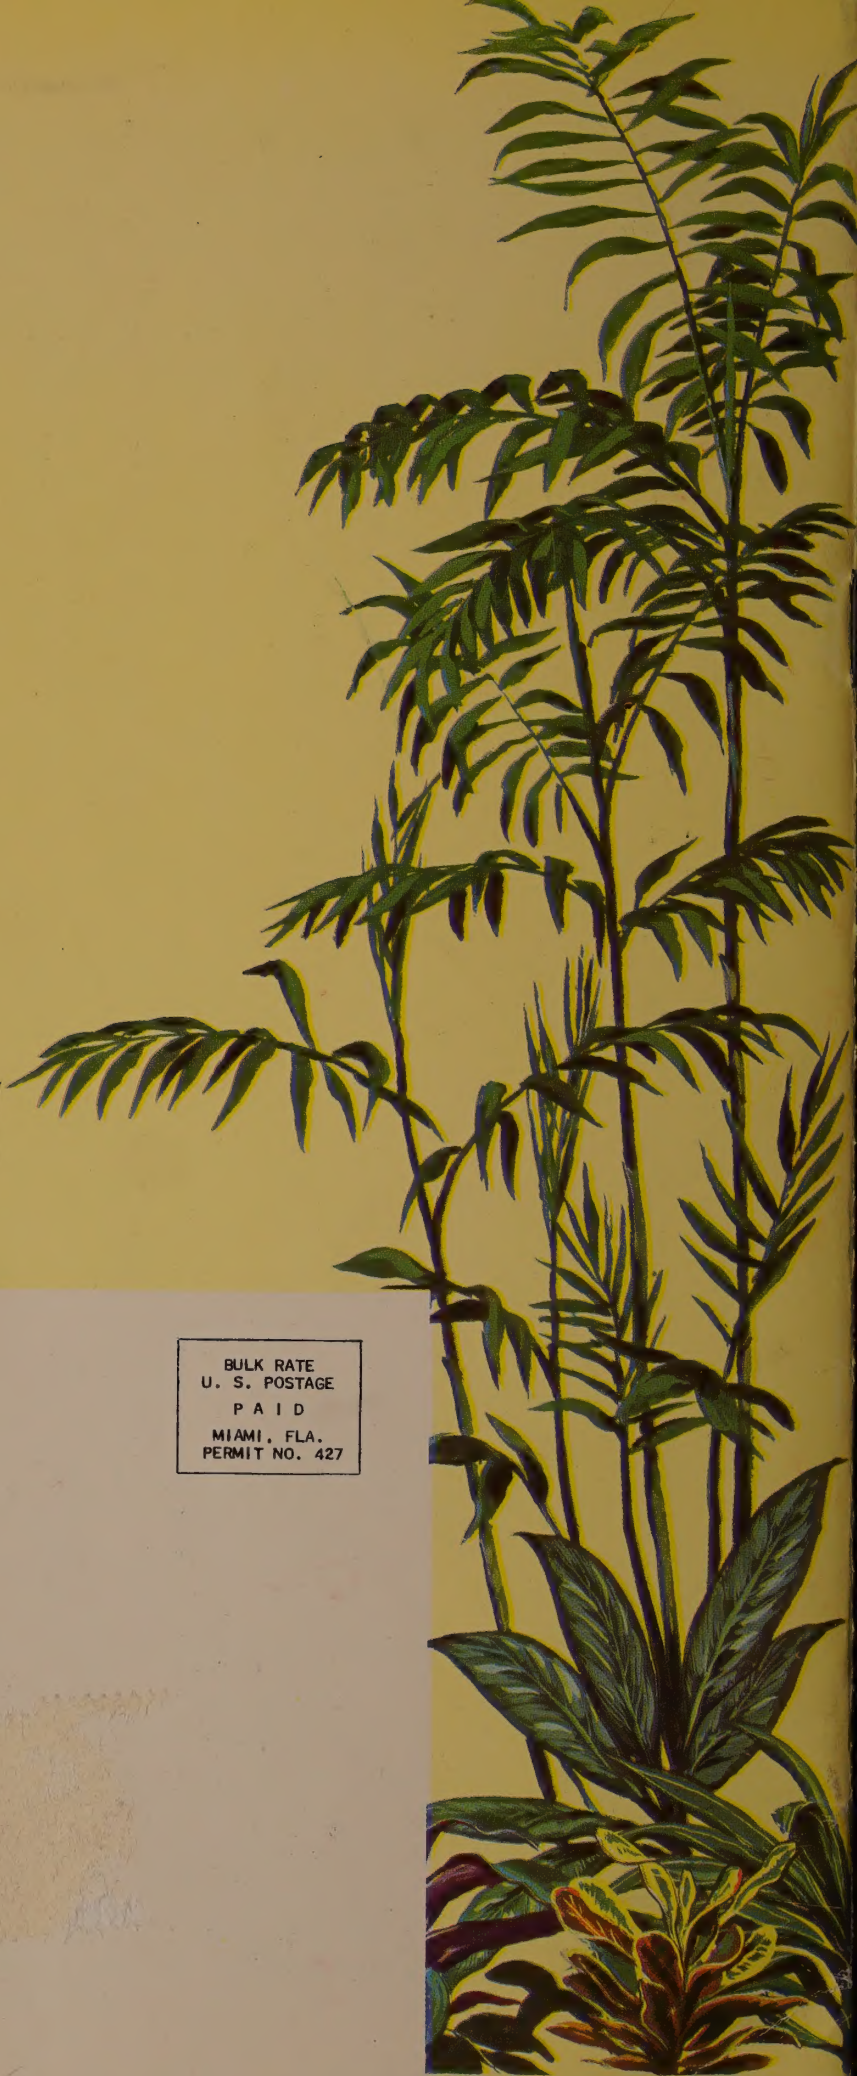 BULK RATE
U. S. POSTAGE
P A I D
MIAMI, FLA.
PERMIT NO. 427